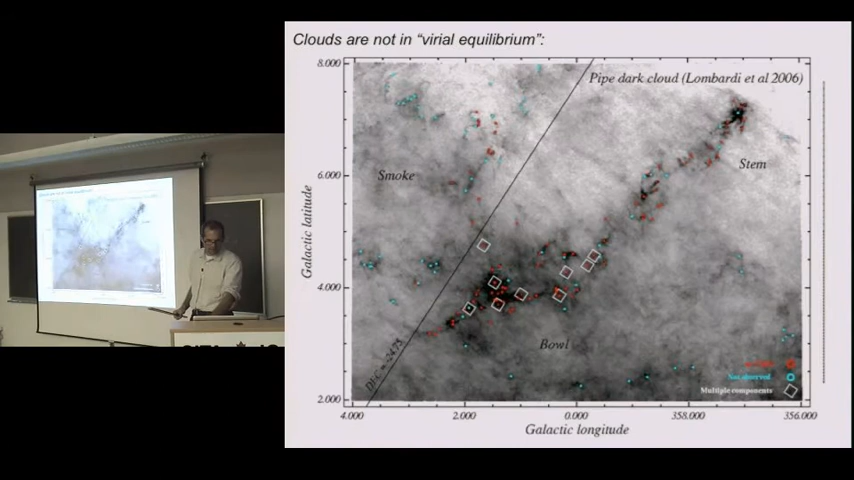 Clouds are not in “virial equilibrium”:
Pipe dark cloud (Lombardi et al 2006)
8.000
6.000
4.000
2.000
Galactic latitude
Smoke
Stem
Bowl
Not observed
Multiple components
4.000
2.000
0.000
358.000
356.000
Galactic longitude